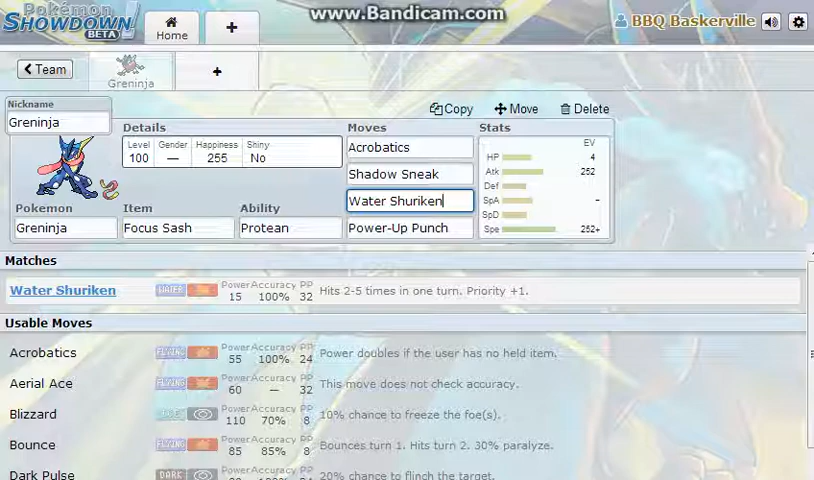 www.Bandicam.com
Pokémon
SHOWDOWN
BETA
Home
+
BBQ Baskerville
< Team
Greninja
+
Nickname
Greninja
Copy Move Delete
Details
Level Gender Happiness Shiny
100 — 255 No
Moves
Acrobatics
Shadow Sneak
Water Shuriken
Power-Up Punch
Stats
EV
HP 4
Atk 252
Def
SpA -
SpD
Spe 252+
Pokemon
Greninja
Item
Focus Sash
Ability
Protean
Matches
Water Shuriken WATER Power 15 Accuracy 100% PP 32 Hits 2-5 times in one turn. Priority +1.
Usable Moves
Acrobatics FLYING Power 55 Accuracy 100% PP 24 Power doubles if the user has no held item.
Aerial Ace FLYING Power 60 Accuracy — PP 32 This move does not check accuracy.
Blizzard ICE Power 110 Accuracy 70% PP 8 10% chance to freeze the foe(s).
Bounce FLYING Power 85 Accuracy 85% PP 8 Bounces turn 1. Hits turn 2. 30% paralyze.
Dark Pulse DARK Power Accuracy PP 20% chance to flinch the target.